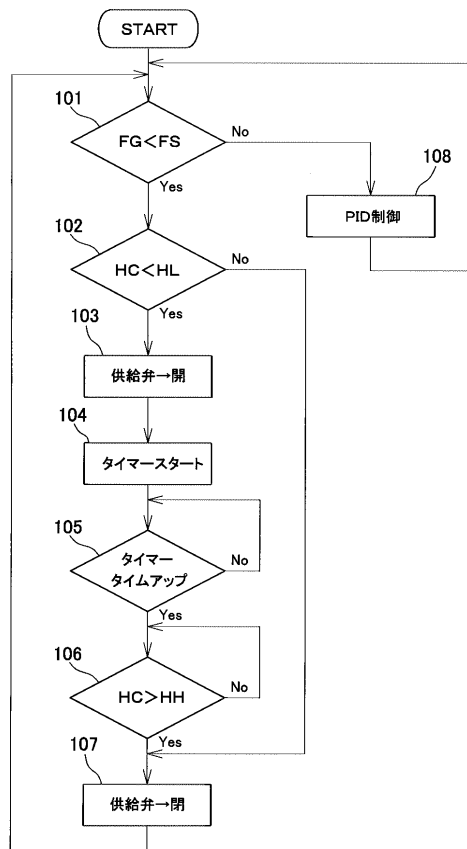 START
101
FG<FS
No
Yes
108
PID制御
102
HC<HL
No
Yes
103
供給弁→開
104
タイマースタート
105
タイマー
タイムアップ
No
Yes
106
HC>HH
No
Yes
107
供給弁→閉